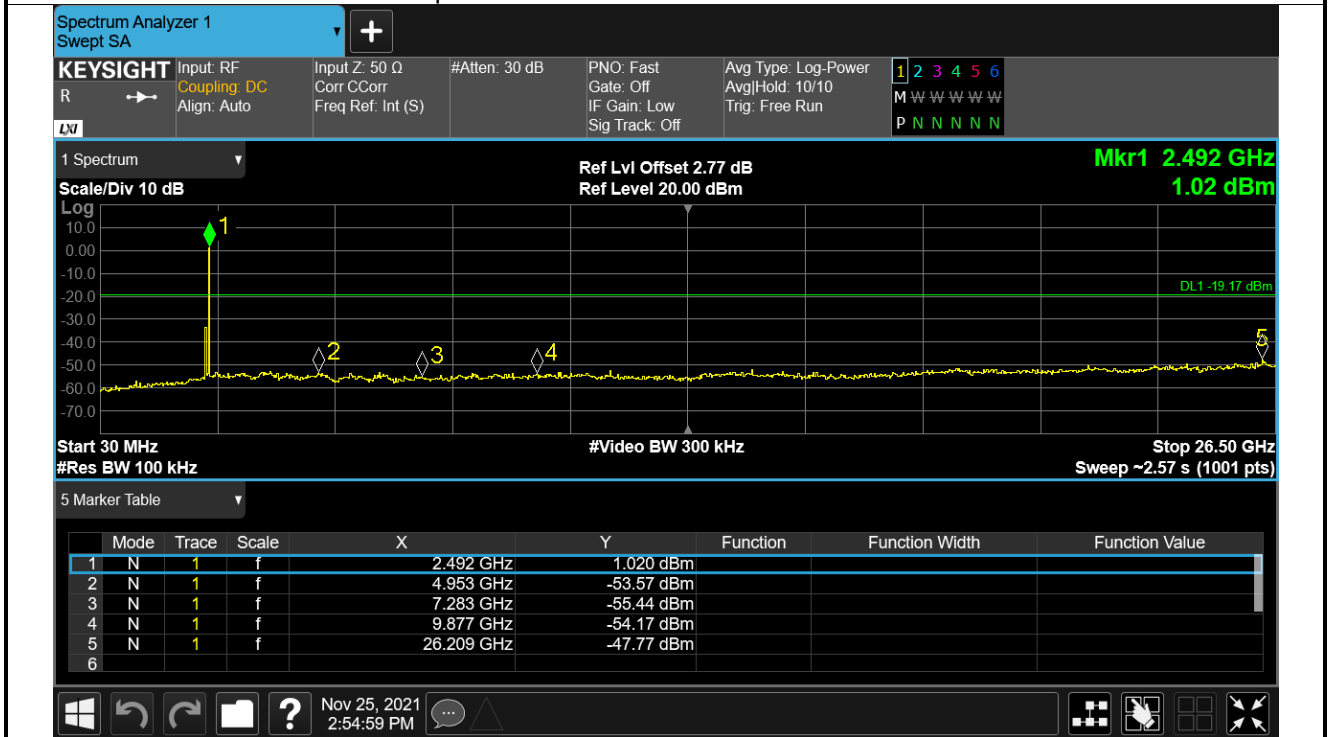 Spectrum Analyzer 1
Swept SA
+
KEYSIGHT Input: RF Input Z: 50 Ω #Atten: 30 dB PNO: Fast Avg Type: Log-Power 1 2 3 4 5 6
R Coupling: DC Corr CCorr Gate: Off Avg|Hold: 10/10 M W W W W W
Align: Auto Freq Ref: Int (S) IF Gain: Low Trig: Free Run
LXI Sig Track: Off P N N N N N
1 Spectrum Ref Lvl Offset 2.77 dB Mkr1 2.492 GHz
Scale/Div 10 dB Ref Level 20.00 dBm 1.02 dBm
Log
10.0 1
0.00
-10.0
-20.0 DL1 -19.17 dBm
-30.0
-40.0 2 3 4 5
-50.0
-60.0
-70.0
Start 30 MHz #Video BW 300 kHz Stop 26.50 GHz
#Res BW 100 kHz Sweep ~2.57 s (1001 pts)
5 Marker Table
Mode Trace Scale X Y Function Function Width Function Value
1 N 1 f 2.492 GHz 1.020 dBm
2 N 1 f 4.953 GHz -53.57 dBm
3 N 1 f 7.283 GHz -55.44 dBm
4 N 1 f 9.877 GHz -54.17 dBm
5 N 1 f 26.209 GHz -47.77 dBm
6
? Nov 25, 2021
2:54:59 PM